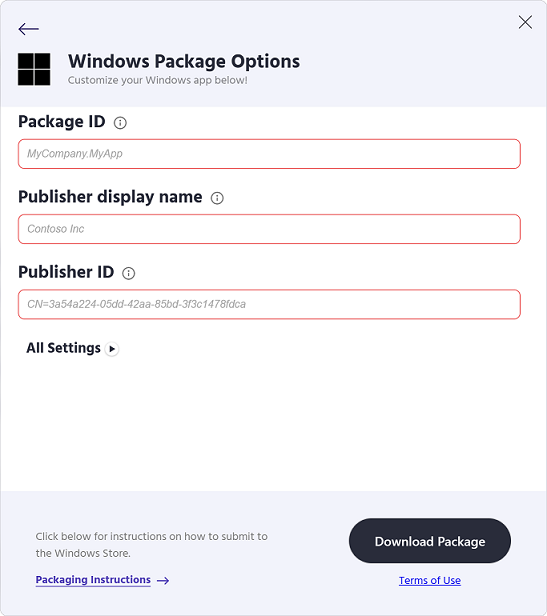 Windows Package Options
Customize your Windows app below!
Package ID
MyCompany.MyApp
Publisher display name
Contoso Inc
Publisher ID
CN=3a54a224-05dd-42aa-85bd-3f3c1478fdca
All Settings
Click below for instructions on how to submit to
the Windows Store.
Packaging Instructions
Download Package
Terms of Use